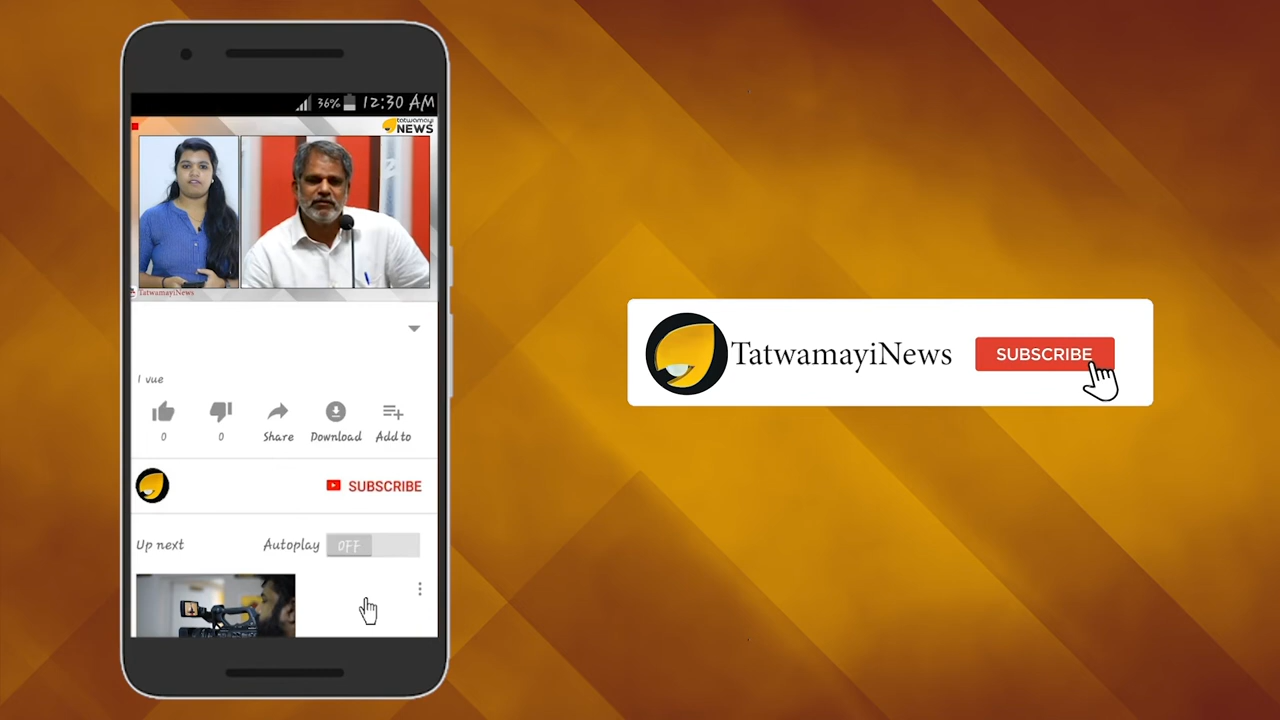 36% 12:30 AM
tatwamayi
NEWS
TatwamayiNews
1 vue
0 0 Share Download Add to
SUBSCRIBE
Up next Autoplay OFF
TatwamayiNews SUBSCRIBE